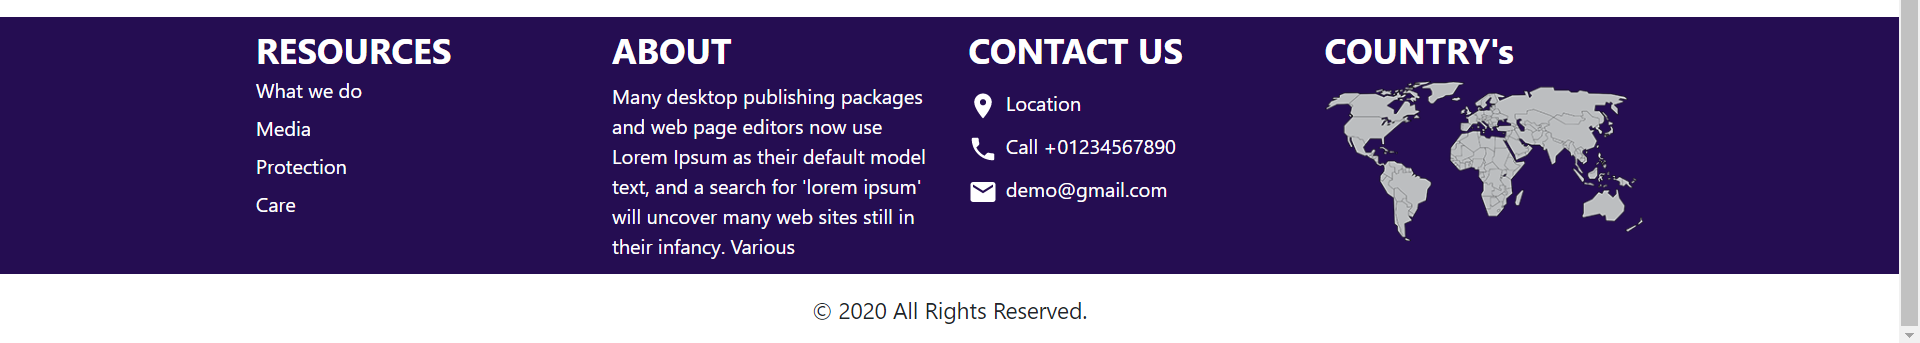 RESOURCES
What we do
Media
Protection
Care
ABOUT
Many desktop publishing packages
and web page editors now use
Lorem Ipsum as their default model
text, and a search for 'lorem ipsum'
will uncover many web sites still in
their infancy. Various
CONTACT US
Location
Call +01234567890
demo@gmail.com
COUNTRY's
© 2020 All Rights Reserved.